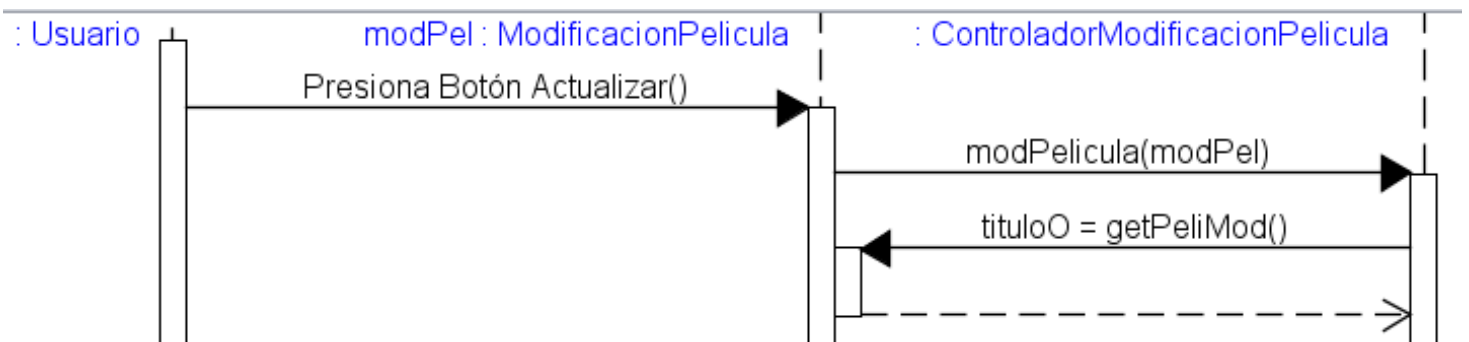 : Usuario
modPel : ModificacionPelicula
: ControladorModificacionPelicula
Presiona Botón Actualizar()
modPelicula(modPel)
tituloO = getPeliMod()